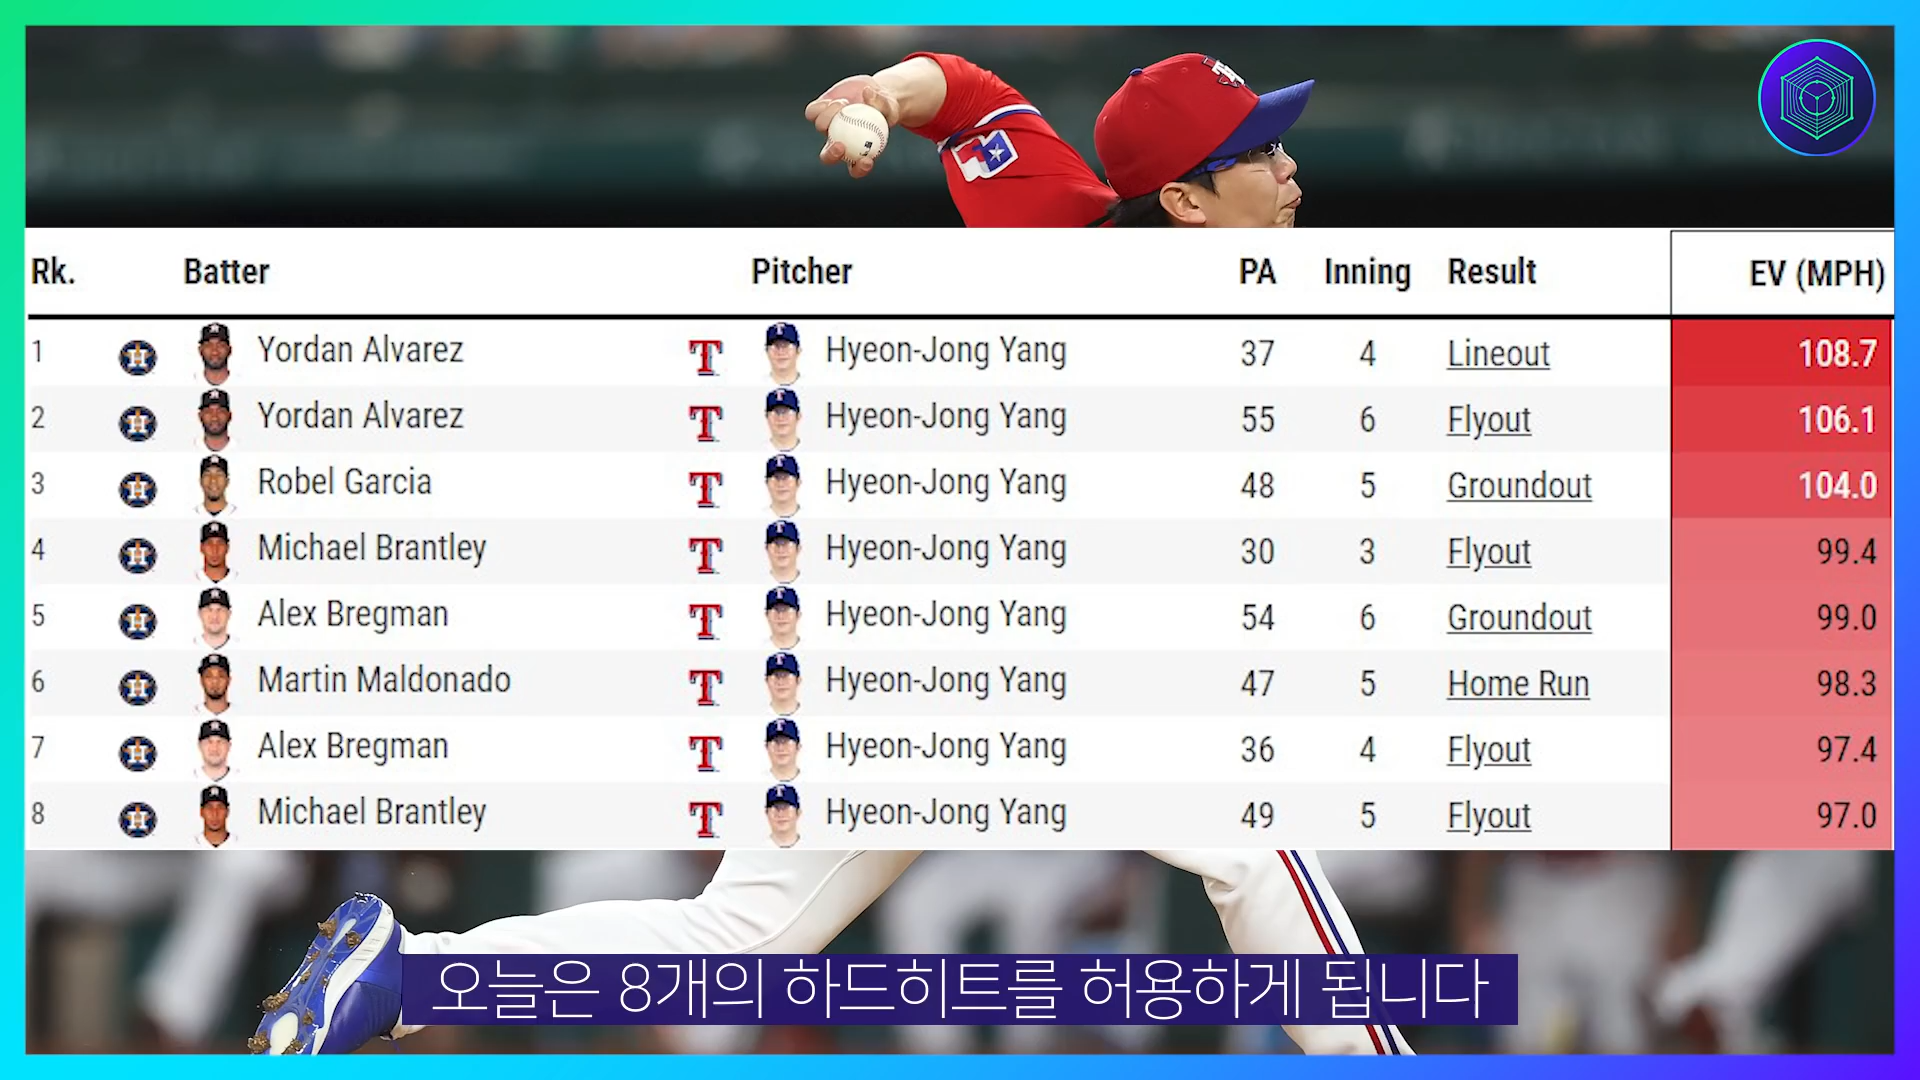 Rk. Batter Pitcher PA Inning Result EV (MPH)
1 Yordan Alvarez Hyeon-Jong Yang 37 4 Lineout 108.7
2 Yordan Alvarez Hyeon-Jong Yang 55 6 Flyout 106.1
3 Robel Garcia Hyeon-Jong Yang 48 5 Groundout 104.0
4 Michael Brantley Hyeon-Jong Yang 30 3 Flyout 99.4
5 Alex Bregman Hyeon-Jong Yang 54 6 Groundout 99.0
6 Martin Maldonado Hyeon-Jong Yang 47 5 Home Run 98.3
7 Alex Bregman Hyeon-Jong Yang 36 4 Flyout 97.4
8 Michael Brantley Hyeon-Jong Yang 49 5 Flyout 97.0
오늘은 8개의 하드히트를 허용하게 됩니다